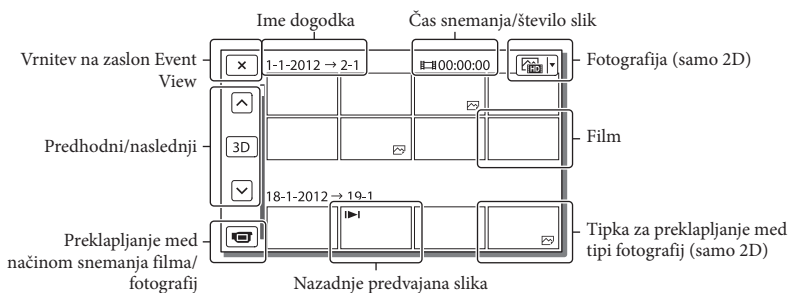 Ime dogodka
Čas snemanja/število slik
Vrnitev na zaslon Event
View
1-1-2012 → 2-1
00:00:00
HD
Fotografija (samo 2D)
Predhodni/naslednji
3D
Film
18-1-2012 → 19-1
Preklapljanje med
načinom snemanja filma/
fotografij
Nazadnje predvajana slika
Tipka za preklapljanje med
tipi fotografij (samo 2D)